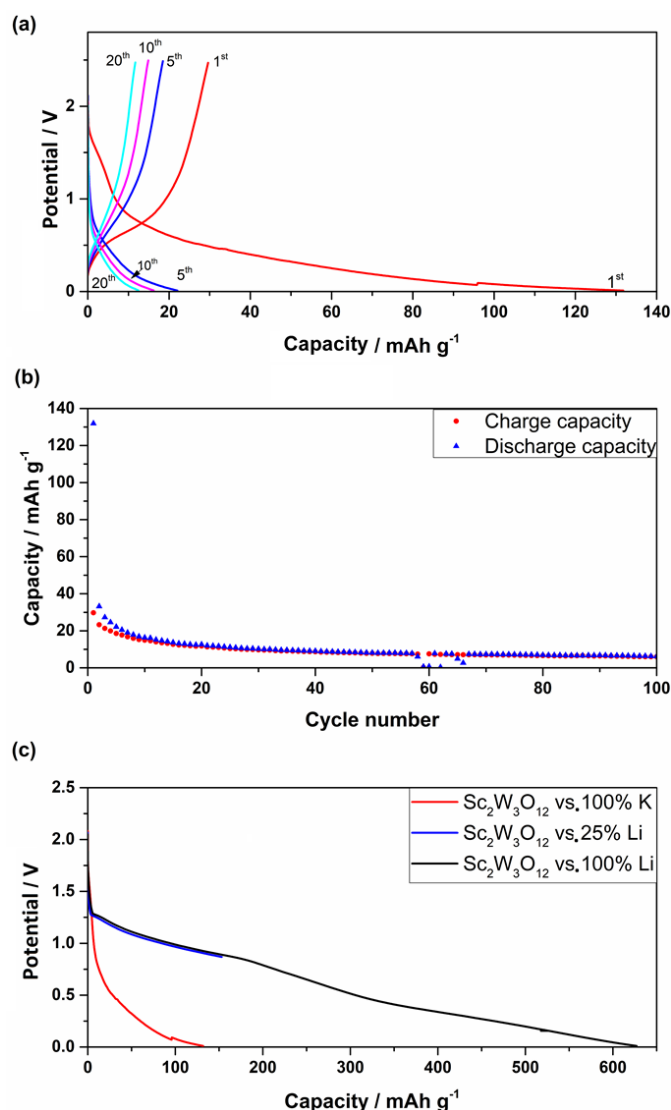 (a)
20th 10th 5th 1st
2
1
0
Potential / V
10th
20th 5th 1st
0 20 40 60 80 100 120 140
Capacity / mAh g-1
(b)
140
120
100
80
60
40
20
0
Capacity / mAh g-1
Charge capacity
Discharge capacity
0 20 40 60 80 100
Cycle number
(c)
2.5
2.0
1.5
1.0
0.5
0.0
Potential / V
Sc2W3O12 vs.100% K
Sc2W3O12 vs.25% Li
Sc2W3O12 vs.100% Li
0 100 200 300 400 500 600
Capacity / mAh g-1